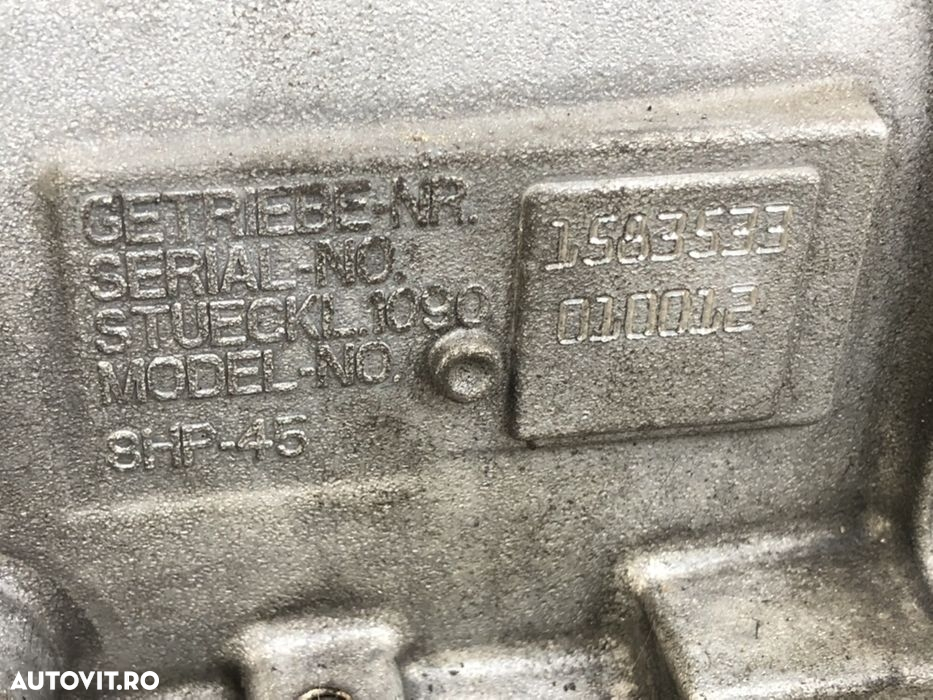 GETRIEBE-NR.
SERIAL-NO.
STUECKL.1090
MODEL-NO.
8HP-45
1583533
010012
AUTOVIT.RO